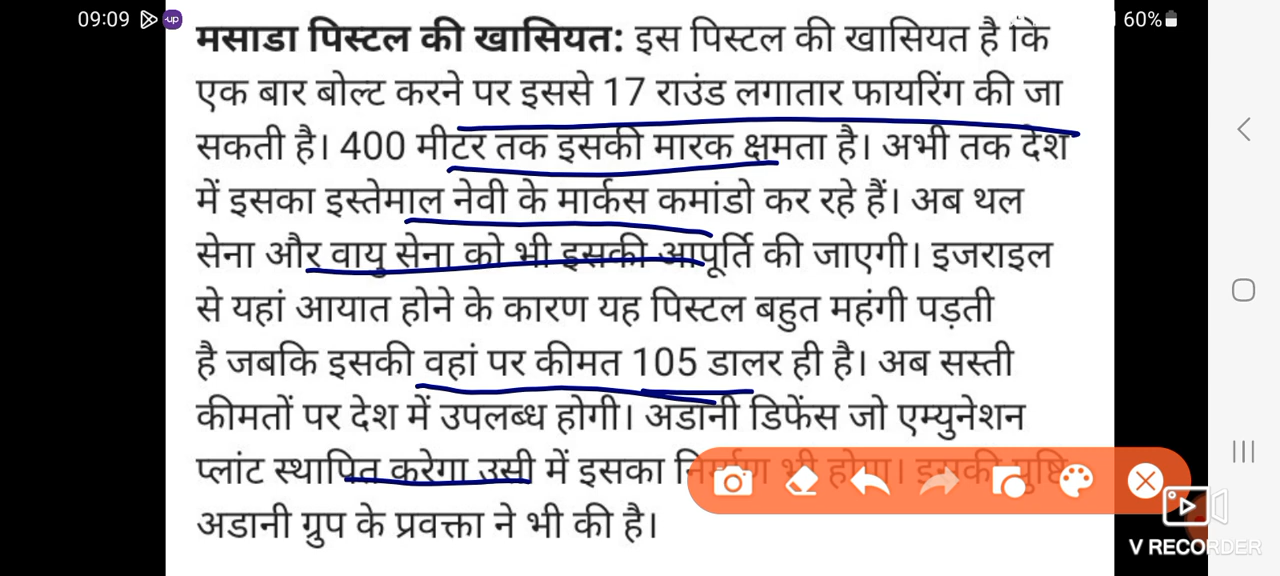 09:09
up
60%
मसाडा पिस्टल की खासियत: इस पिस्टल की खासियत है कि
एक बार बोल्ट करने पर इससे 17 राउंड लगातार फायरिंग की जा
सकती है। 400 मीटर तक इसकी मारक क्षमता है। अभी तक देश
में इसका इस्तेमाल नेवी के मार्कस कमांडो कर रहे हैं। अब थल
सेना और वायु सेना को भी इसकी आपूर्ति की जाएगी। इजराइल
से यहां आयात होने के कारण यह पिस्टल बहुत महंगी पड़ती
है जबकि इसकी वहां पर कीमत 105 डालर ही है। अब सस्ती
कीमतों पर देश में उपलब्ध होगी। अडानी डिफेंस जो एम्युनेशन
प्लांट स्थापित करेगा उसी में इसका निर्माण भी होगा। इसकी पुष्टि
अडानी ग्रुप के प्रवक्ता ने भी की है।
V RECORDER